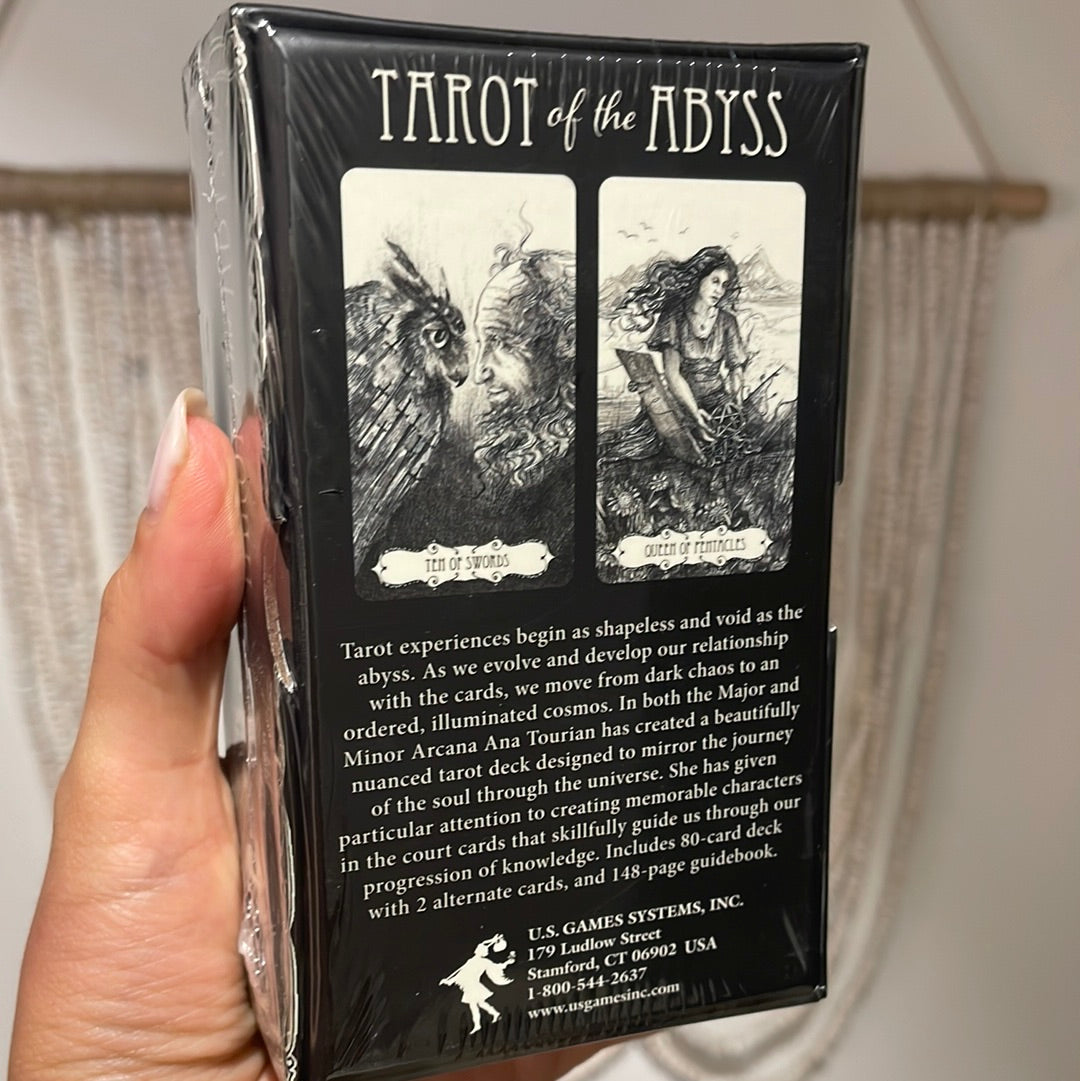 TAROT of the ABYSS
TEN OF SWORDS
QUEEN OF PENTACLES
Tarot experiences begin as shapeless and void as the
abyss. As we evolve and develop our relationship
with the cards, we move from dark chaos to an
ordered, illuminated cosmos. In both the Major and
Minor Arcana Ana Tourian has created a beautifully
nuanced tarot deck designed to mirror the journey
of the soul through the universe. She has given
particular attention to creating memorable characters
in the court cards that skillfully guide us through our
progression of knowledge. Includes 80-card deck
with 2 alternate cards, and 148-page guidebook.
U.S. GAMES SYSTEMS, INC.
179 Ludlow Street
Stamford, CT 06902 USA
1-800-544-2637
www.usgamesinc.com